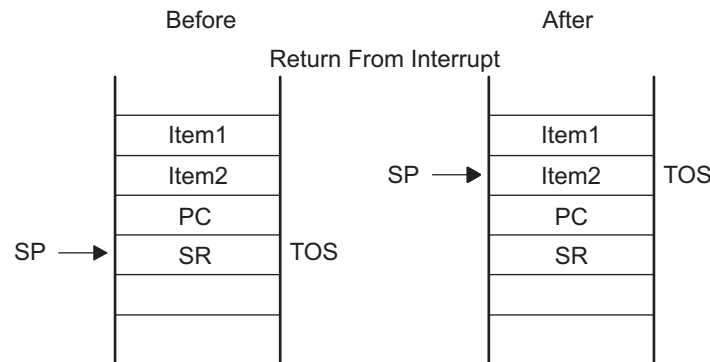 Before After
Return From Interrupt
Item1 Item1
Item2 SP Item2 TOS
PC PC
SP SR TOS SR